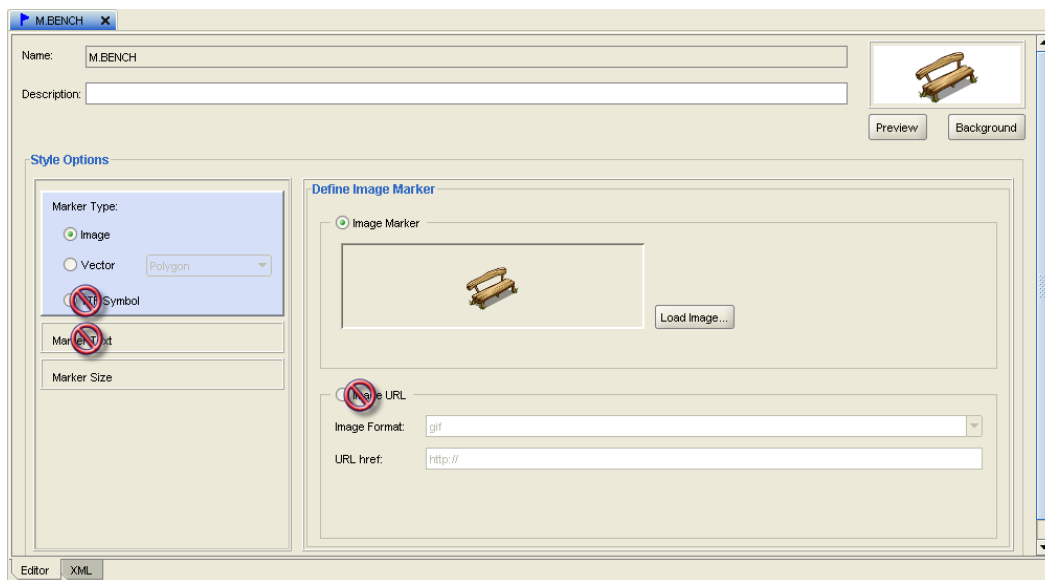 M.BENCH
Name: M.BENCH
Description:
Preview Background
Style Options
Marker Type:
Image
Vector Polygon
Symbol
Marker Size
Define Image Marker
Image Marker
Load Image...
URL
Image Format: gif
URL href: http://
Editor XML